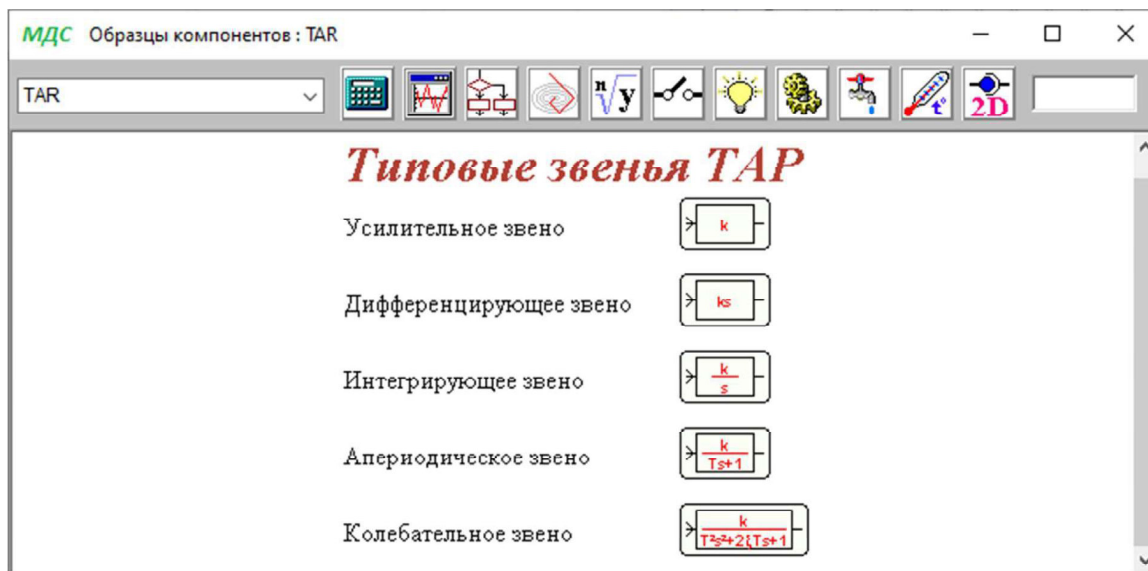 МДС Образцы компонентов : TAR
TAR
n√y
t°
2D
Типовые звенья ТАР
Усилительное звено
k
Дифференцирующее звено
ks
Интегрирующее звено
k
s
Апериодическое звено
k
Ts+1
Колебательное звено
k
T²s²+2ξTs+1